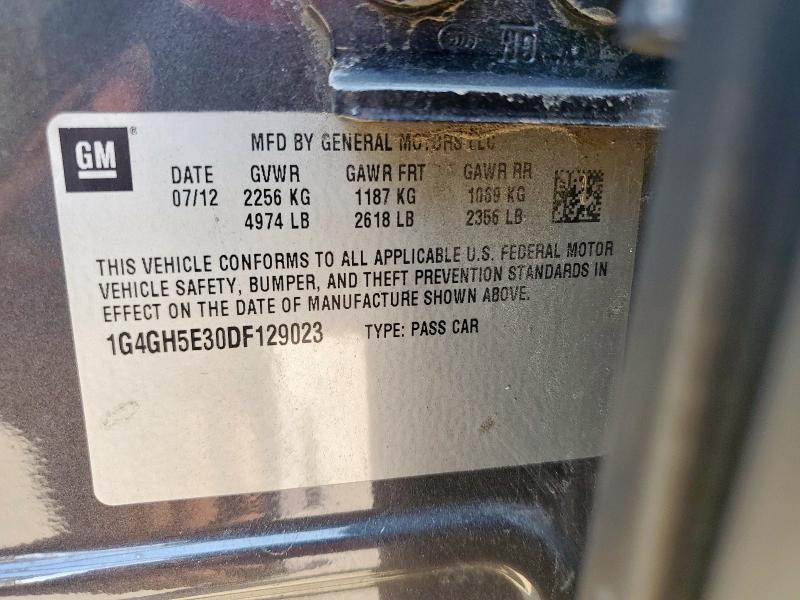 GM
MFD BY GENERAL MOTORS LLC
DATE GVWR GAWR FRT GAWR RR
07/12 2256 KG 1187 KG 1069 KG
4974 LB 2618 LB 2356 LB
THIS VEHICLE CONFORMS TO ALL APPLICABLE U.S. FEDERAL MOTOR
VEHICLE SAFETY, BUMPER, AND THEFT PREVENTION STANDARDS IN
EFFECT ON THE DATE OF MANUFACTURE SHOWN ABOVE.
1G4GH5E30DF129023 TYPE: PASS CAR